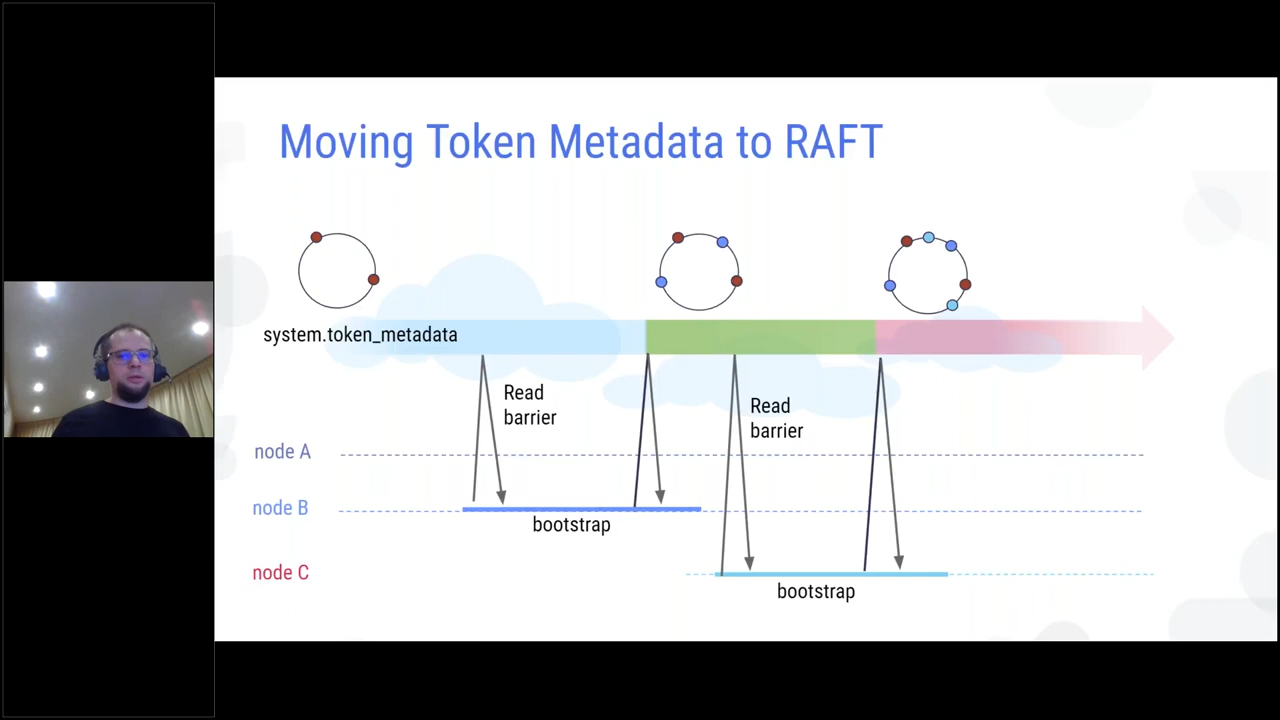 Moving Token Metadata to RAFT
system.token_metadata
Read
barrier
Read
barrier
node A
node B
bootstrap
node C
bootstrap